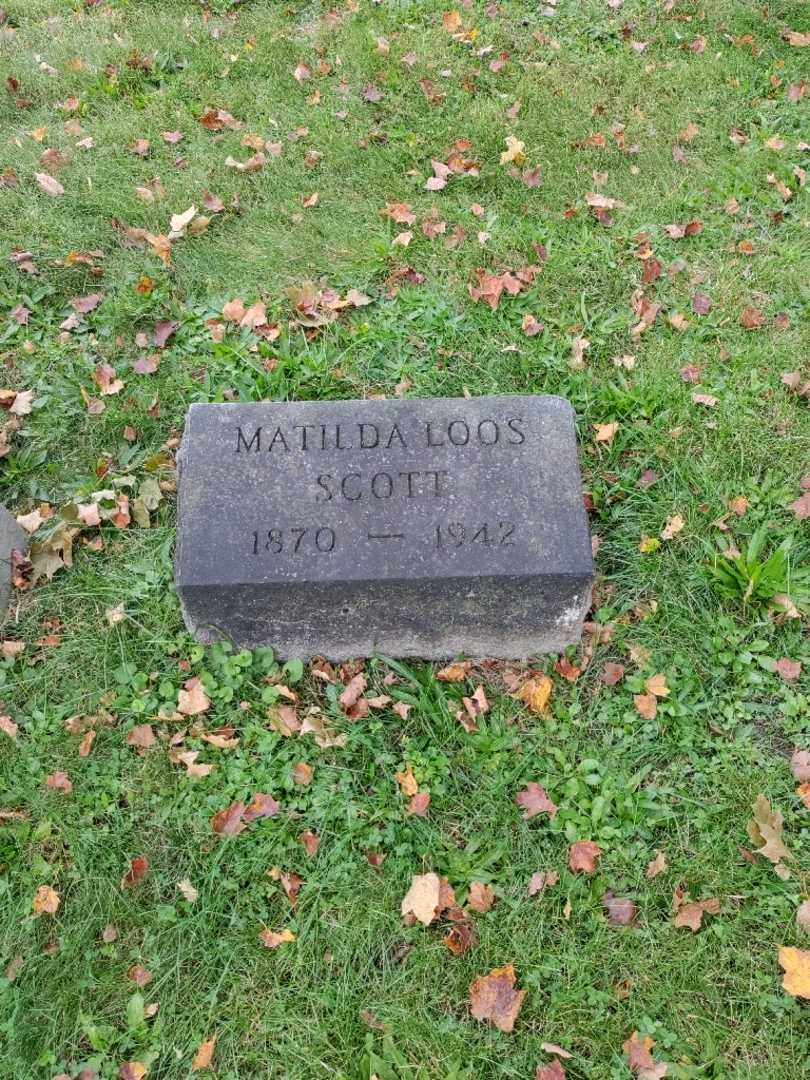 MATILDA LOOS
SCOTT
1870 — 1942